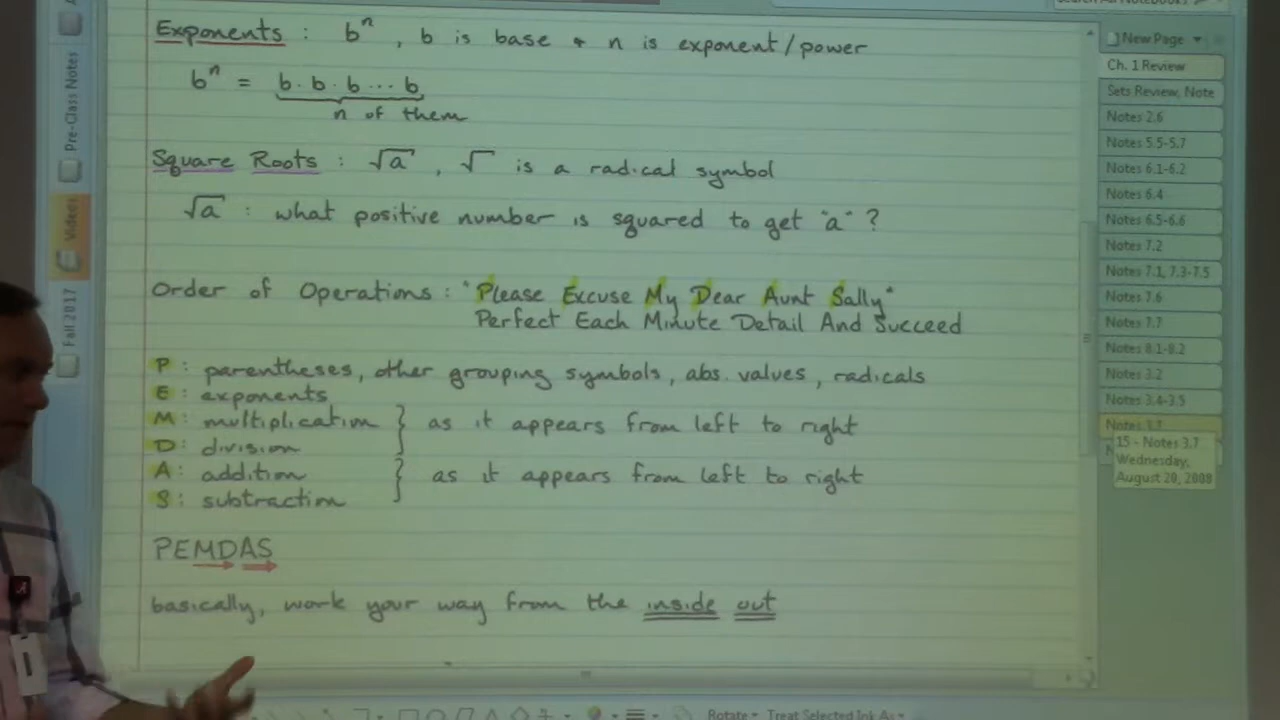 Exponents : bⁿ , b is base & n is exponent/power
bⁿ = b · b · b ··· b
n of them
Square Roots : √a , √ is a radical symbol
√a : what positive number is squared to get "a" ?
Order of Operations : "Please Excuse My Dear Aunt Sally"
Perfect Each Minute Detail And Succeed
P : parentheses, other grouping symbols, abs. values, radicals
E : exponents
M : multiplication } as it appears from left to right
D : division
A : addition } as it appears from left to right
S : subtraction
PEMDAS
basically, work your way from the inside out
Pre-Class Notes
Videos
Fall 2017
New Page
Ch. 1 Review
Sets Review, Note
Notes 2.6
Notes 5.5-5.7
Notes 6.1-6.2
Notes 6.4
Notes 6.5-6.6
Notes 7.2
Notes 7.1, 7.3-7.5
Notes 7.6
Notes 7.7
Notes 8.1-8.2
Notes 3.2
Notes 3.4-3.5
Notes 3.7
15 - Notes 3.7
Wednesday,
August 20, 2008
Rotate
Treat Selected Ink As